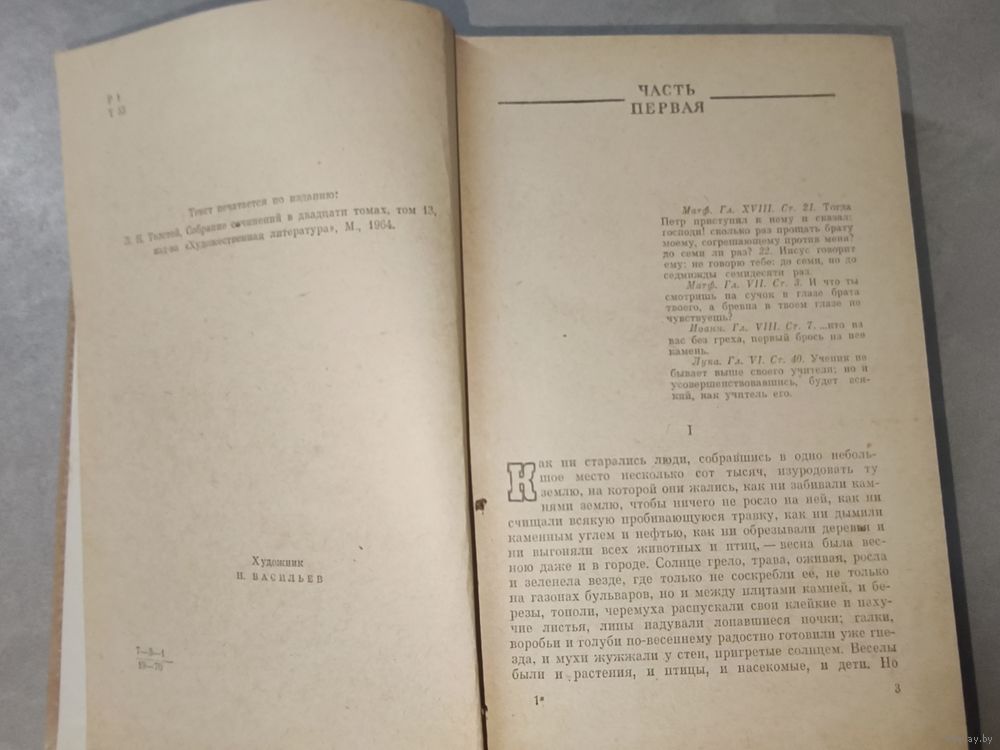 Р 1
Т 53
Текст печатается по изданию:
Л. Н. Толстой, Собрание сочинений в двадцати томах, том 13,
изд-во «Художественная литература», М., 1964.
Художник
Н. ВАСИЛЬЕВ
7—3—1
19—70
ЧАСТЬ
ПЕРВАЯ
Матф. Гл. XVIII. Ст. 21. Тогда
Петр приступил к нему и сказал:
господи! сколько раз прощать брату
моему, согрешающему против меня?
до семи ли раз? 22. Иисус говорит
ему: не говорю тебе: до семи, но до
седмижды семидесяти раз.
Матф. Гл. VII. Ст. 3. И что ты
смотришь на сучок в глазе брата
твоего, а бревна в твоем глазе не
чувствуешь?
Иоанн. Гл. VIII. Ст. 7. ...кто из
вас без греха, первый брось на нее
камень.
Лука. Гл. VI. Ст. 40. Ученик не
бывает выше своего учителя; но и
усовершенствовавшись, будет вся-
кий, как учитель его.
I
Как ни старались люди, собравшись в одно неболь-
шое место несколько сот тысяч, изуродовать ту
землю, на которой они жались, как ни забивали кам-
нями землю, чтобы ничего не росло на ней, как ни
счищали всякую пробивающуюся травку, как ни дымили
каменным углем и нефтью, как ни обрезывали деревья и
ни выгоняли всех животных и птиц, — весна была вес-
ною даже и в городе. Солнце грело, трава, оживая, росла
и зеленела везде, где только не соскребли ее, не только
на газонах бульваров, но и между плитами камней, и бе-
резы, тополи, черемуха распускали свои клейкие и паху-
чие листья, липы надували лопавшиеся почки; галки,
воробьи и голуби по-весеннему радостно готовили уже гне-
зда, и мухи жужжали у стен, пригретые солнцем. Веселы
были и растения, и птицы, и насекомые, и дети. Но
1*
3